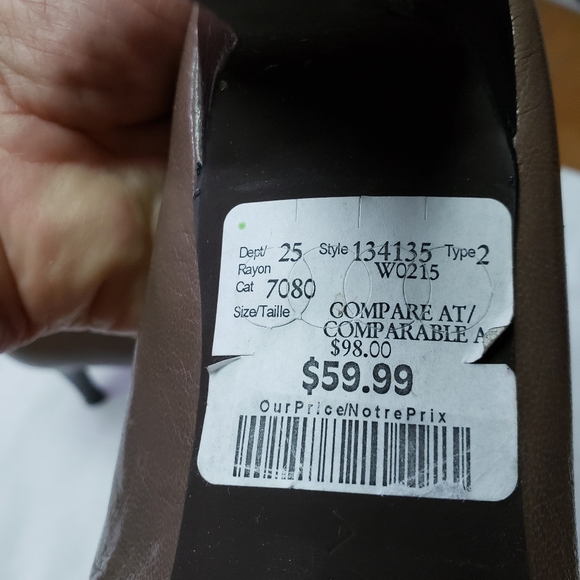 Dept/ 25 Style 134135 Type 2
Rayon W0215
Cat 7080
Size/Taille COMPARE AT/
COMPARABLE A
$98.00
$59.99
OurPrice/NotrePrix